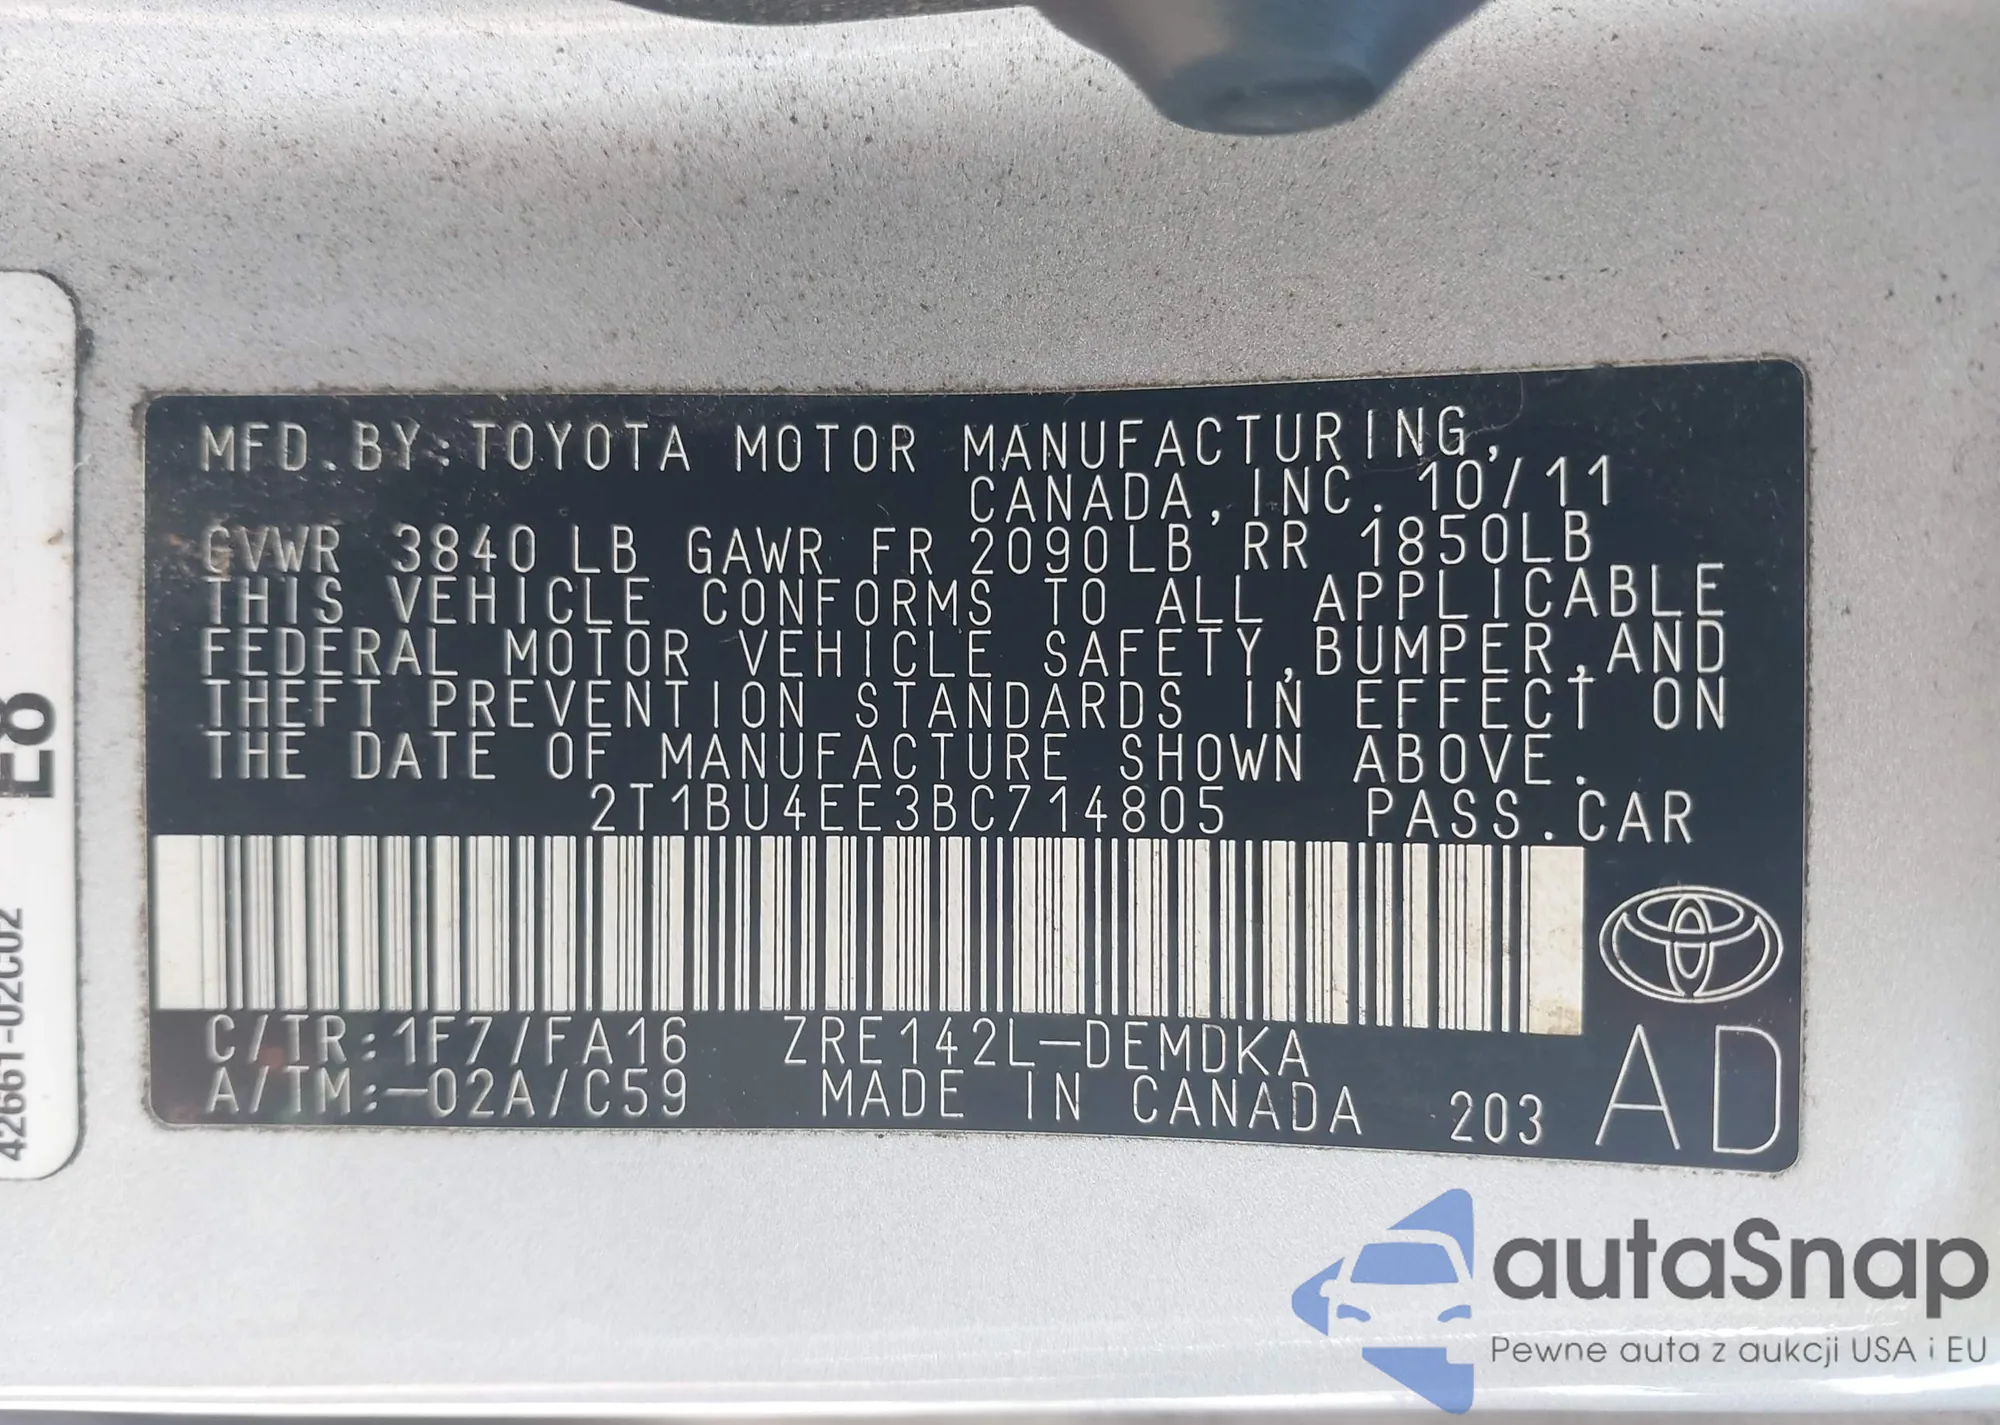 MFD.BY:TOYOTA MOTOR MANUFACTURING,
CANADA,INC. 10/11
GVWR 3840 LB GAWR FR 2090LB RR 1850LB
THIS VEHICLE CONFORMS TO ALL APPLICABLE
FEDERAL MOTOR VEHICLE SAFETY,BUMPER,AND
THEFT PREVENTION STANDARDS IN EFFECT ON
THE DATE OF MANUFACTURE SHOWN ABOVE.
2T1BU4EE3BC714805 PASS.CAR
C/TR:1F7/FA16 ZRE142L-DEMDKA
A/TM:-02A/C59 MADE IN CANADA 203 AD
E8
42661-02C02
autaSnap
Pewne auta z aukcji USA i EU